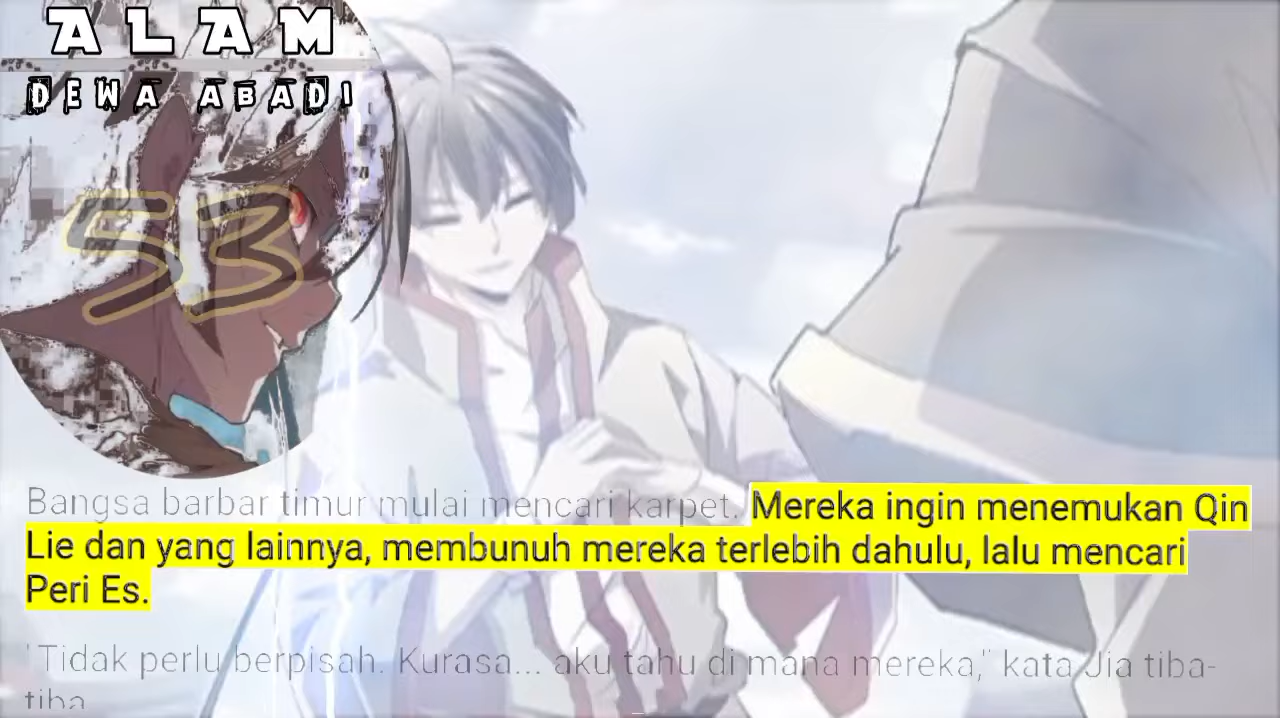 ALAM
DEWA ABADI
53
Bangsa barbar timur mulai mencari karpet. Mereka ingin menemukan Qin
Lie dan yang lainnya, membunuh mereka terlebih dahulu, lalu mencari
Peri Es.
"Tidak perlu berpisah. Kurasa... aku tahu di mana mereka," kata Jia tiba-
tiba